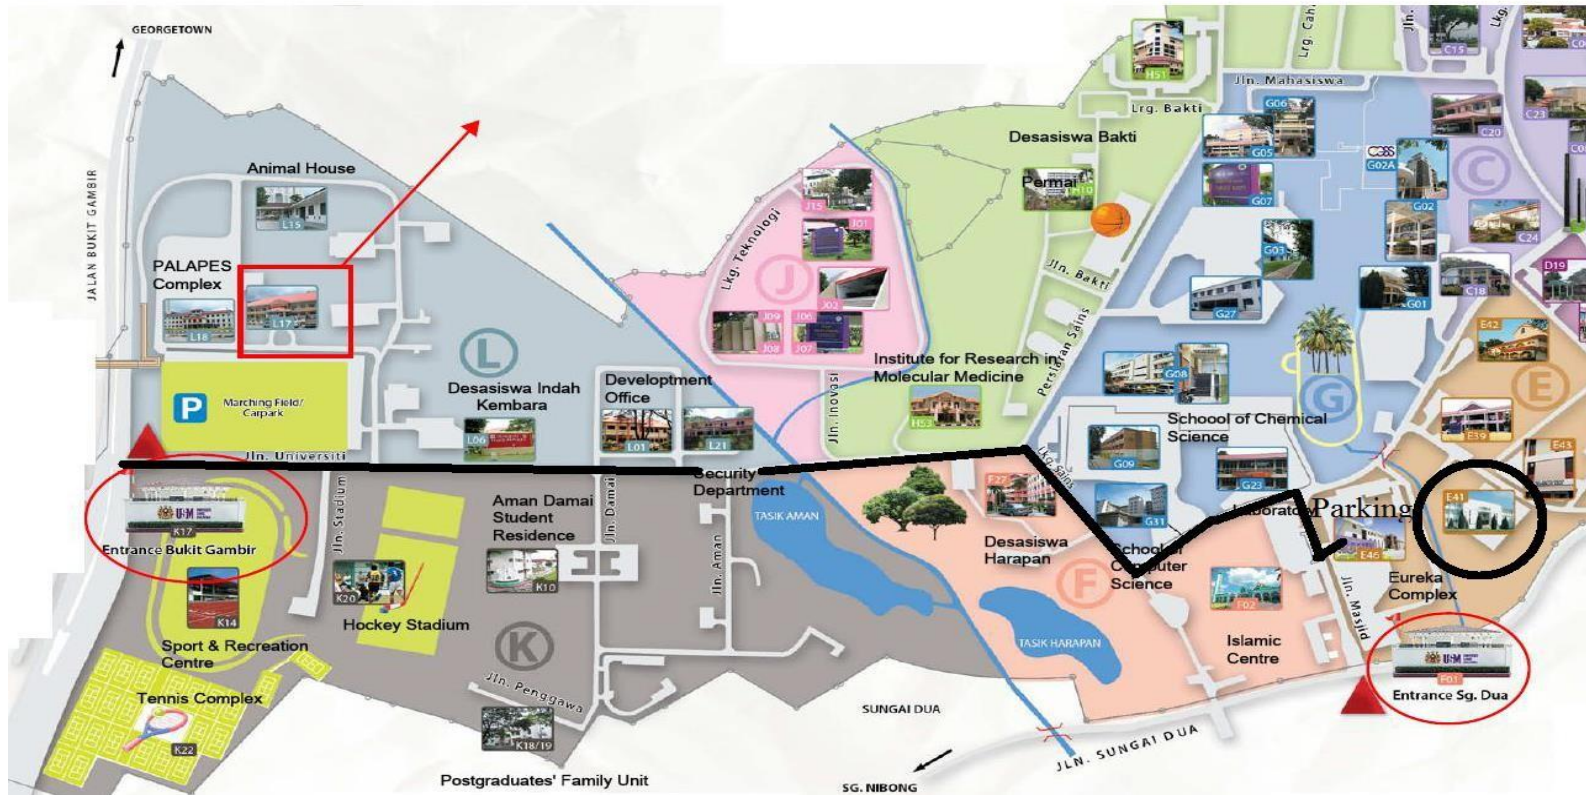 GEORGETOWN
JALAN BUKIT GAMBIR
Animal House
L15
PALAPES
Complex
L18
L17
P
Marching Field/
Carpark
Jln. Universiti
L
Desasiswa Indah
Kembara
L06
Developtment
Office
L01
L21
Security
Department
K17
Entrance Bukit Gambir
K14
Sport & Recreation
Centre
Tennis Complex
K22
Jln. Stadium
K20
Hockey Stadium
Aman Damai
Student
Residence
K10
Jln. Damai
Jln. Aman
K
Jln. Penggawa
K18/19
Postgraduates' Family Unit
Lkg. Teknologi
J15
J01
J
J02
J09
J06
J08
J07
Jln. Inovasi
Institute for Research in
Molecular Medicine
H53
TASIK AMAN
TASIK HARAPAN
SUNGAI DUA
SG. NIBONG
JLN. SUNGAI DUA
H51
Lrg. Bakti
Desasiswa Bakti
Permai
H10
Jln. Bakti
Persiaran Sains
Jln. Mahasiswa
G06
G05
G07
G03
G27
CGSS
G02A
G02
G01
G08
G
Schoool of Chemical
Science
Lkg. Sains
G09
G23
G31
Laboratory
Parking
F27
Desasiswa
Harapan
School of
Computer
Science
F
F02
Islamic
Centre
Jln. Masjid
E46
Eureka
Complex
F01
Entrance Sg. Dua
E41
E43
E39
E
E42
C15
C23
C20
C
C24
C18
D19